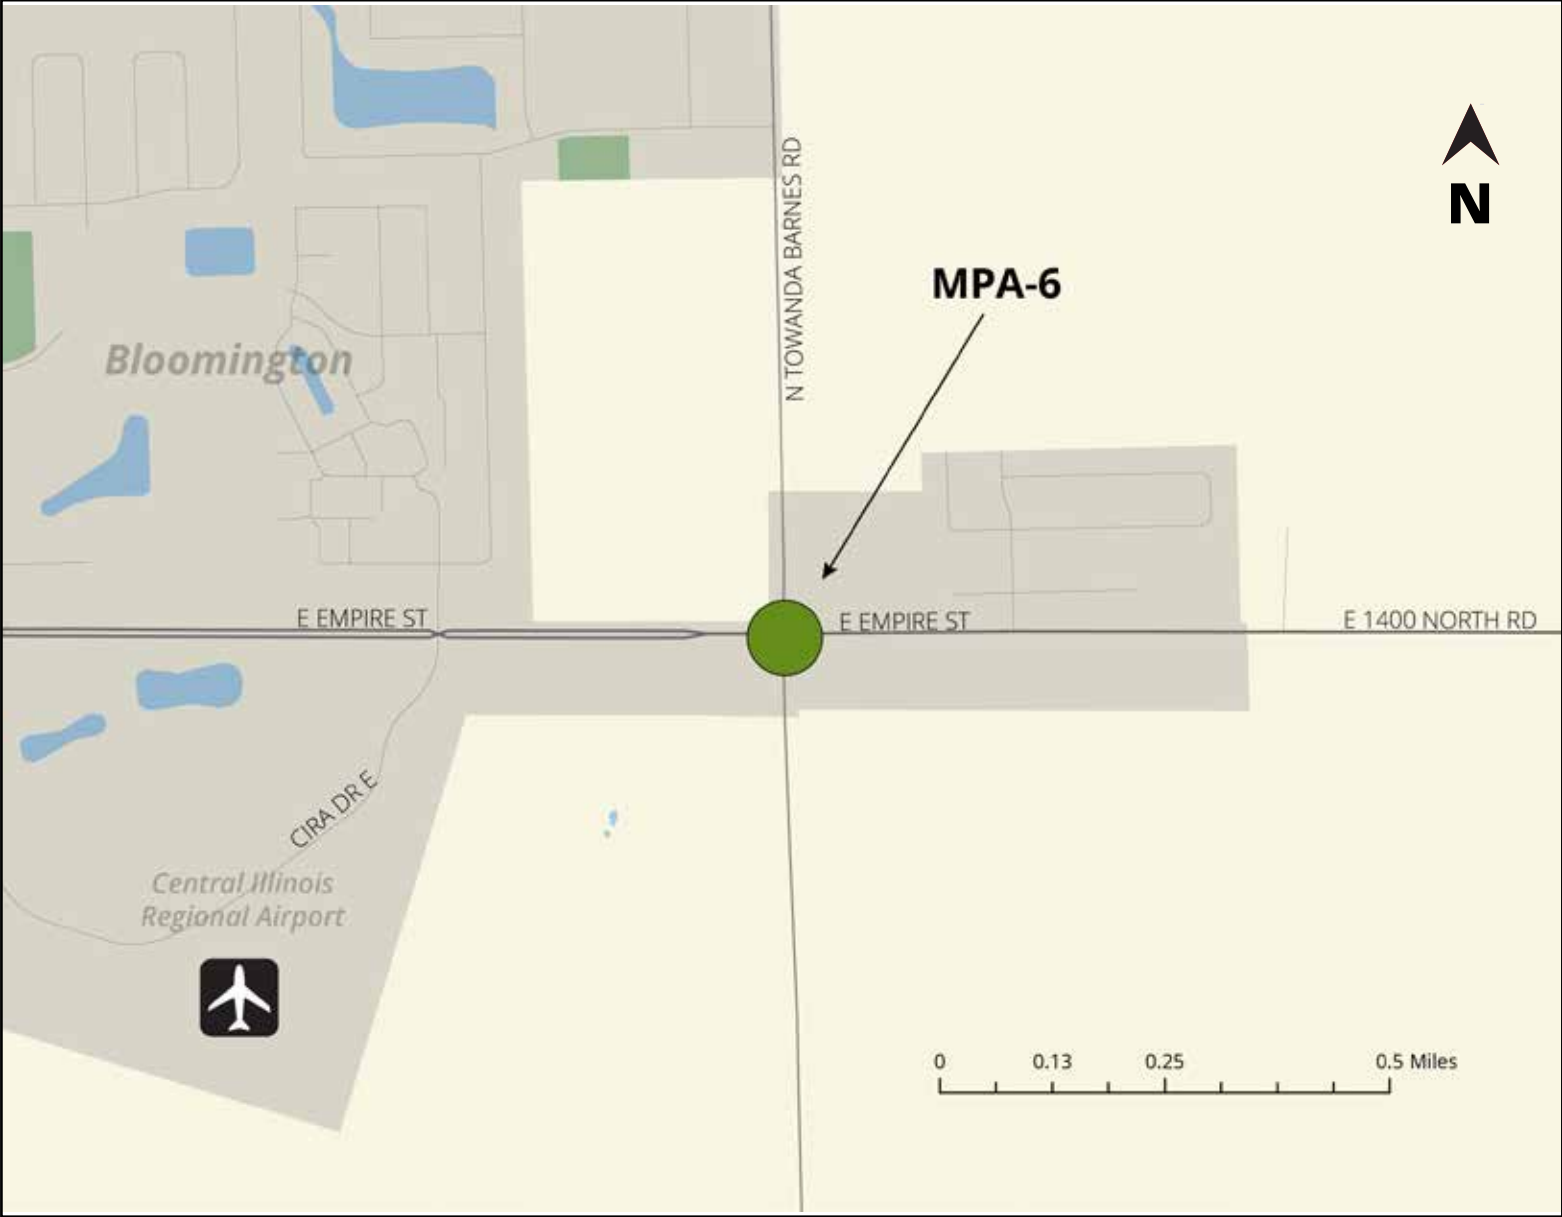 N TOWANDA BARNES RD
N
MPA-6
Bloomington
E EMPIRE ST
E EMPIRE ST
E 1400 NORTH RD
CIRA DR E
Central Illinois
Regional Airport
0 0.13 0.25 0.5 Miles